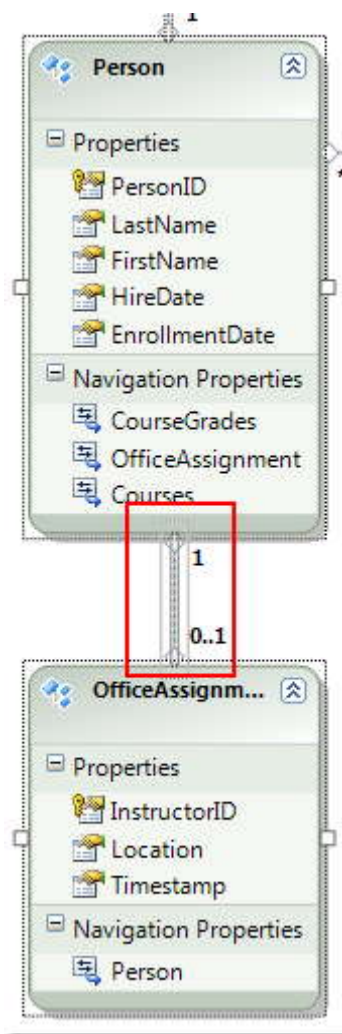 1
Person
Properties
*
PersonID
LastName
FirstName
HireDate
EnrollmentDate
Navigation Properties
CourseGrades
OfficeAssignment
Courses
1
0..1
OfficeAssignm...
Properties
InstructorID
Location
Timestamp
Navigation Properties
Person